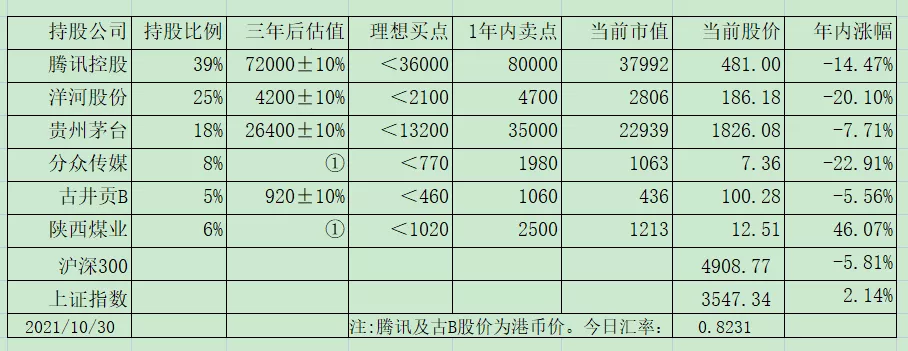 持股公司 持股比例 三年后估值 理想买点 1年内卖点 当前市值 当前股价 年内涨幅
腾讯控股 39% 72000±10% <36000 80000 37992 481.00 -14.47%
洋河股份 25% 4200±10% <2100 4700 2806 186.18 -20.10%
贵州茅台 18% 26400±10% <13200 35000 22939 1826.08 -7.71%
分众传媒 8% ① <770 1980 1063 7.36 -22.91%
古井贡B 5% 920±10% <460 1060 436 100.28 -5.56%
陕西煤业 6% ① <1020 2500 1213 12.51 46.07%
沪深300 4908.77 -5.81%
上证指数 3547.34 2.14%
2021/10/30 注:腾讯及古B股价为港币价。今日汇率: 0.8231